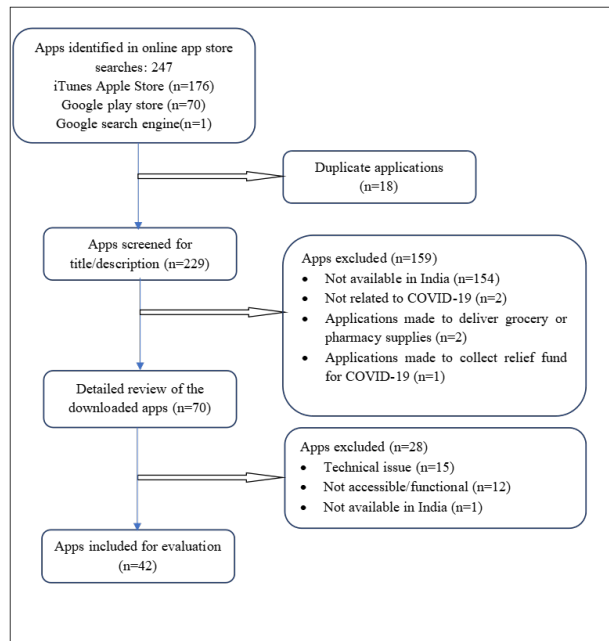 Apps identified in online app store
searches: 247
iTunes Apple Store (n=176)
Google play store (n=70)
Google search engine(n=1)
Duplicate applications
(n=18)
Apps screened for
title/description (n=229)
Apps excluded (n=159)
• Not available in India (n=154)
• Not related to COVID-19 (n=2)
• Applications made to deliver grocery or
pharmacy supplies (n=2)
• Applications made to collect relief fund
for COVID-19 (n=1)
Detailed review of the
downloaded apps (n=70)
Apps excluded (n=28)
• Technical issue (n=15)
• Not accessible/functional (n=12)
• Not available in India (n=1)
Apps included for evaluation
(n=42)